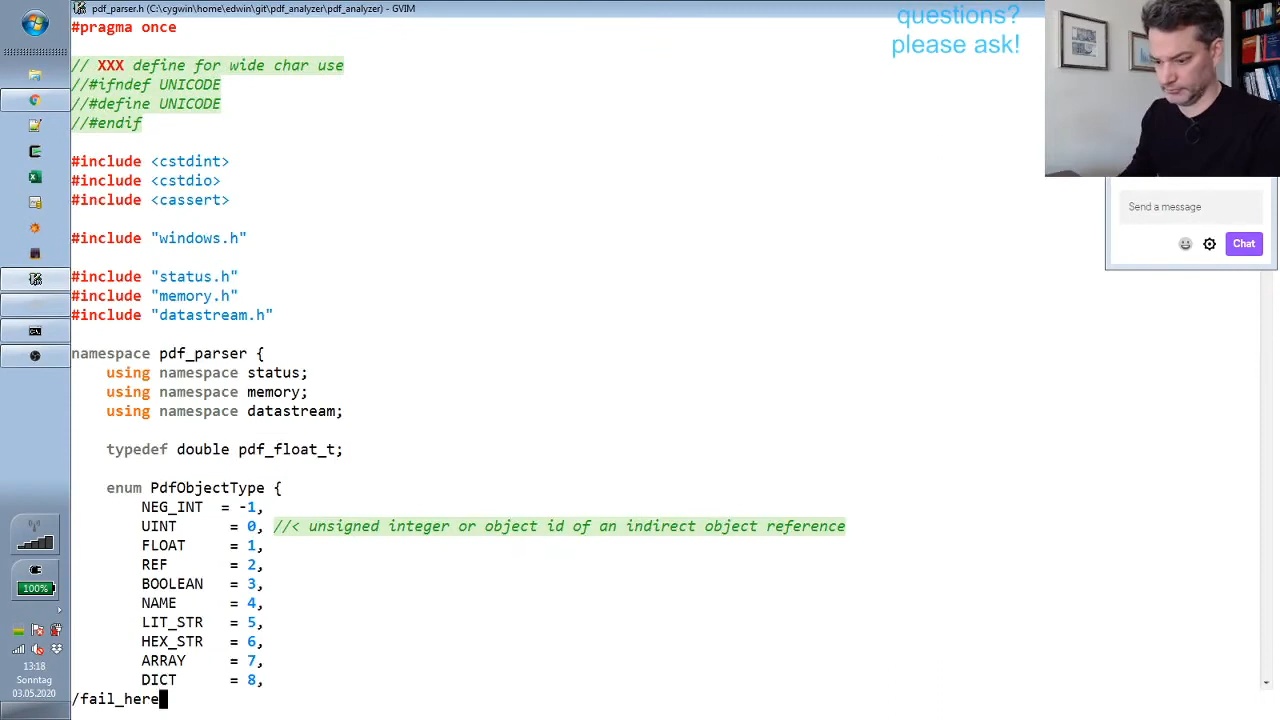 pdf_parser.h (C:\cygwin\home\edwin\git\pdf_analyzer\pdf_analyzer) - GVIM
questions?
please ask!
#pragma once
// XXX define for wide char use
//#ifndef UNICODE
//#define UNICODE
//#endif
#include <cstdint>
#include <cstdio>
#include <cassert>
#include "windows.h"
#include "status.h"
#include "memory.h"
#include "datastream.h"
namespace pdf_parser {
using namespace status;
using namespace memory;
using namespace datastream;
typedef double pdf_float_t;
enum PdfObjectType {
NEG_INT = -1,
UINT = 0, //< unsigned integer or object id of an indirect object reference
FLOAT = 1,
REF = 2,
BOOLEAN = 3,
NAME = 4,
LIT_STR = 5,
HEX_STR = 6,
ARRAY = 7,
DICT = 8,
/fail_here
Send a message
Chat
100%
13:18
Sonntag
03.05.2020